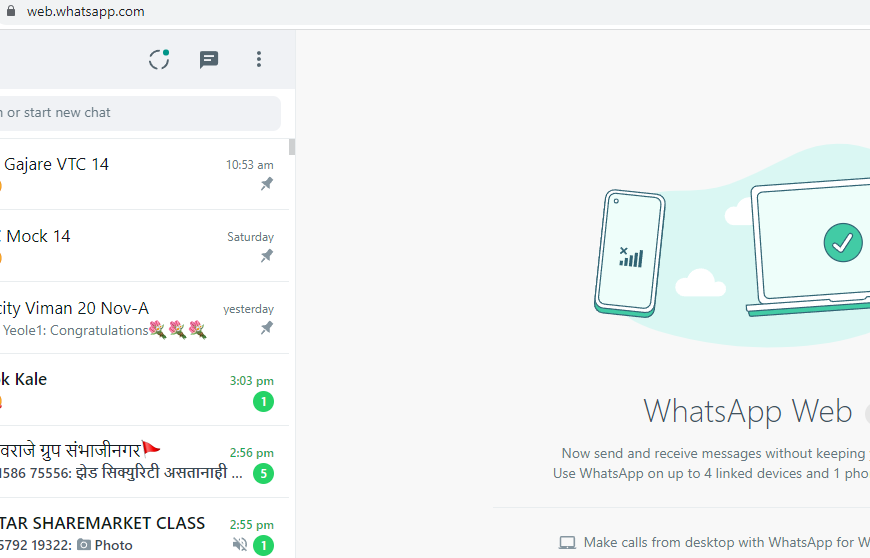 web.whatsapp.com
or start new chat
Gajare VTC 14
10:53 am
Mock 14
Saturday
city Viman 20 Nov-A
yesterday
Yeole1: Congratulations💐💐💐
k Kale
3:03 pm
1
वराजे ग्रुप संभाजीनगर🚩
2:56 pm
1586 75556: झेड सिक्युरिटी असतानाही ...
5
TAR SHAREMARKET CLASS
2:55 pm
5792 19322: 📷 Photo
1
WhatsApp Web
Now send and receive messages without keeping
Use WhatsApp on up to 4 linked devices and 1 pho
Make calls from desktop with WhatsApp for W